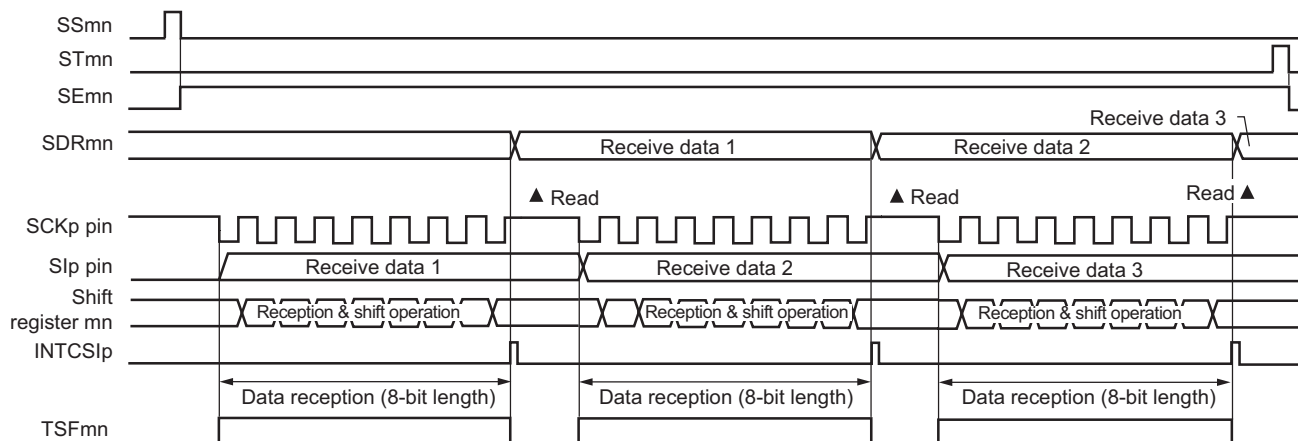 SSmn
STmn
SEmn
Receive data 3
SDRmn
Receive data 1
Receive data 2
▲ Read
▲ Read
Read ▲
SCKp pin
SIp pin
Receive data 1
Receive data 2
Receive data 3
Shift
register mn
Reception & shift operation
Reception & shift operation
Reception & shift operation
INTCSIp
Data reception (8-bit length)
Data reception (8-bit length)
Data reception (8-bit length)
TSFmn